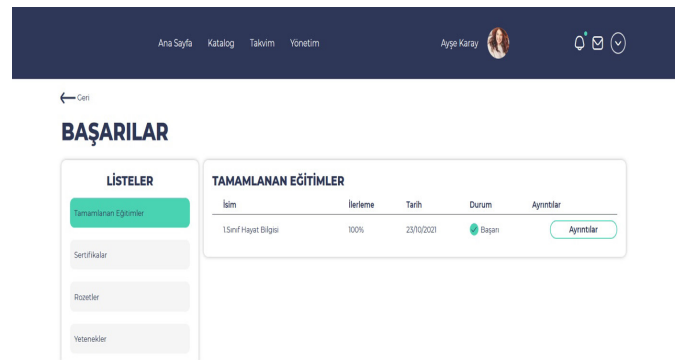 Ana Sayfa Katalog Takvim Yönetim Ayşe Karay
Geri
BAŞARILAR
LİSTELER
Tamamlanan Eğitimler
Sertifikalar
Rozetler
Yetenekler
TAMAMLANAN EĞİTİMLER
İsim İlerleme Tarih Durum Ayrıntılar
1.Sınıf Hayat Bilgisi 100% 23/10/2021 Başarı Ayrıntılar